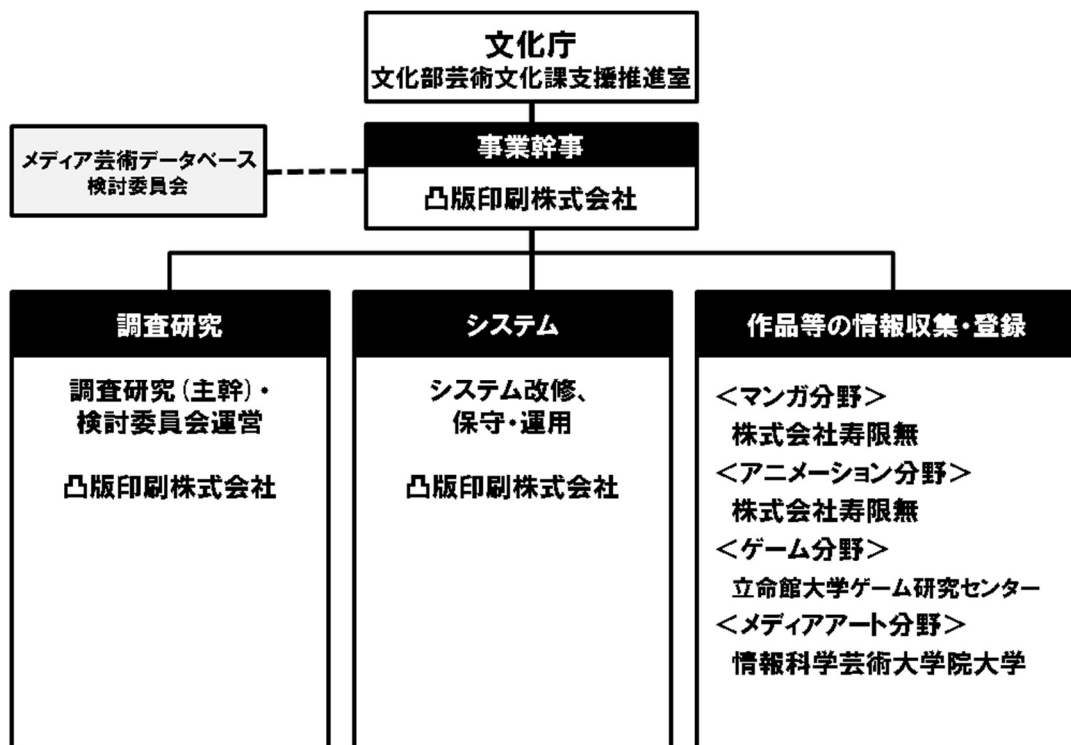 文化庁
文化部芸術文化課支援推進室
メディア芸術データベース
検討委員会
事業幹事
凸版印刷株式会社
調査研究
調査研究(主幹)・
検討委員会運営
凸版印刷株式会社
システム
システム改修、
保守・運用
凸版印刷株式会社
作品等の情報収集・登録
<マンガ分野>
株式会社寿限無
<アニメーション分野>
株式会社寿限無
<ゲーム分野>
立命館大学ゲーム研究センター
<メディアアート分野>
情報科学芸術大学院大学